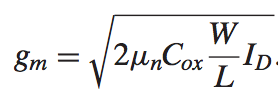 g_m = \sqrt{2\mu_n C_{ox} \frac{W}{L} I_D}.